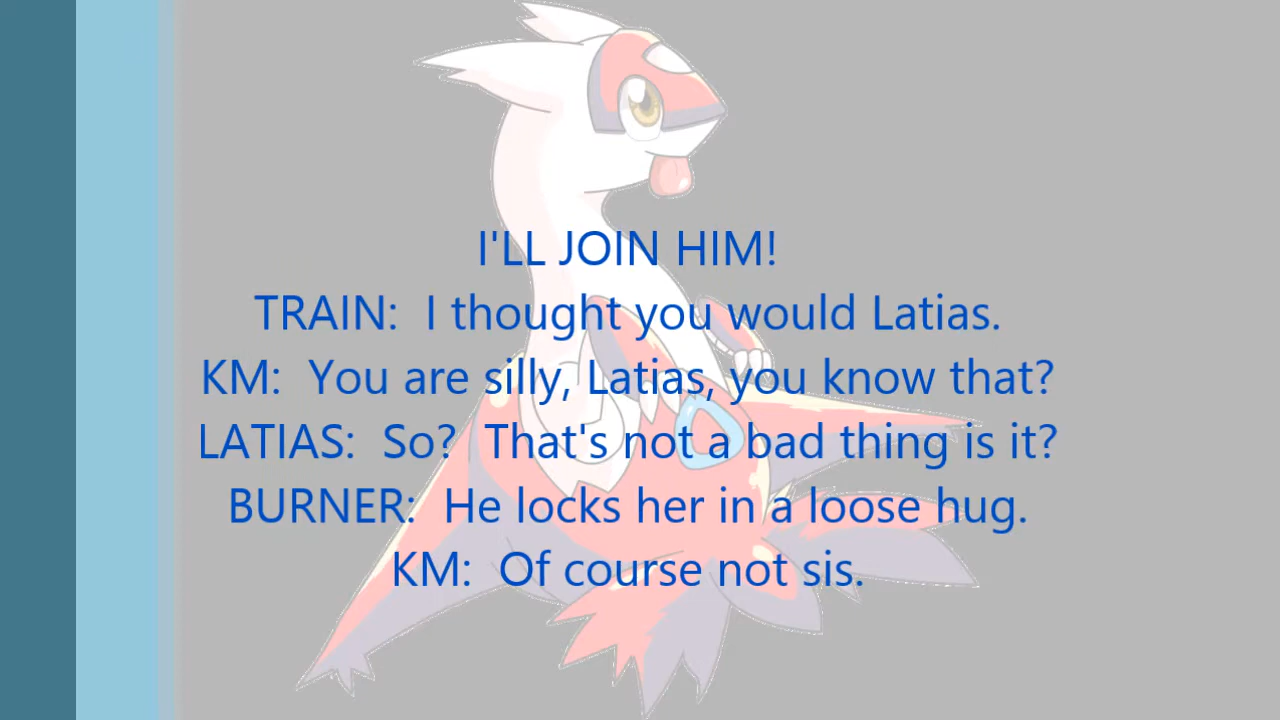 I'LL JOIN HIM!
TRAIN:  I thought you would Latias.
KM:  You are silly, Latias, you know that?
LATIAS:  So?  That's not a bad thing is it?
BURNER:  He locks her in a loose hug.
KM:  Of course not sis.